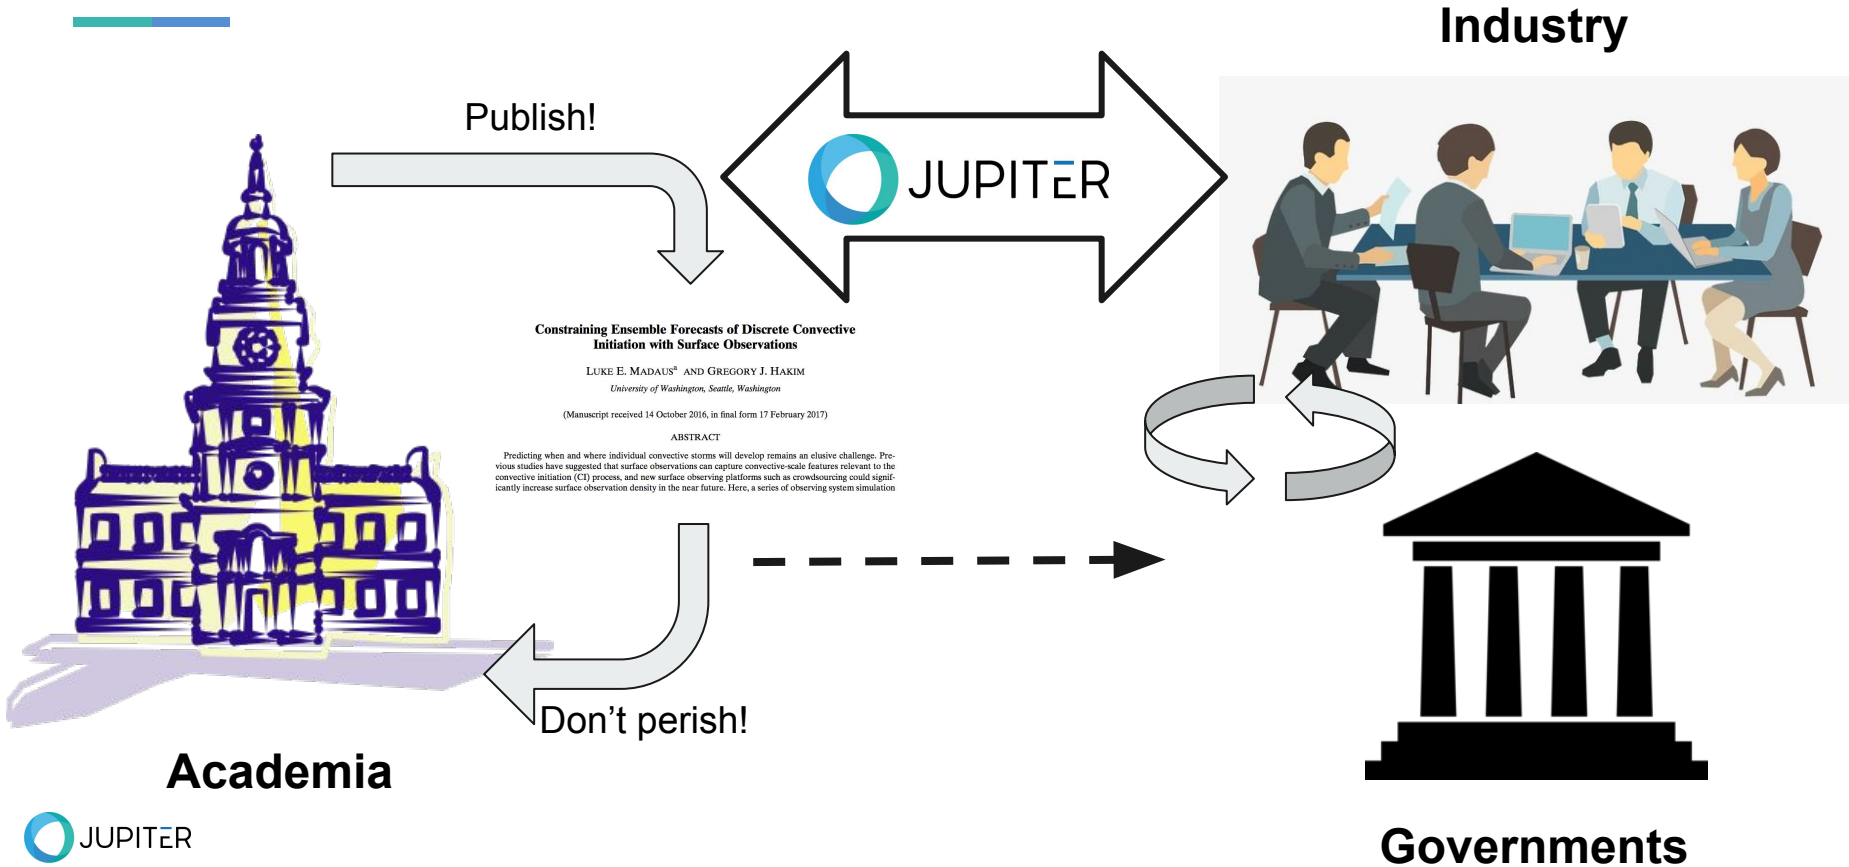 Industry
Publish!
JUPITER
Constraining Ensemble Forecasts of Discrete Convective
Initiation with Surface Observations
LUKE E. MADAUSª AND GREGORY J. HAKIM
University of Washington, Seattle, Washington
(Manuscript received 14 October 2016, in final form 17 February 2017)
ABSTRACT
Predicting when and where individual convective storms will develop remains an elusive challenge. Pre-
vious studies have suggested that surface observations can capture convective-scale features relevant to the
convective initiation (CI) process, and new surface observing platforms such as crowdsourcing could signif-
icantly increase surface observation density in the near future. Here, a series of observing system simulation
Don't perish!
Academia
JUPITER
Governments